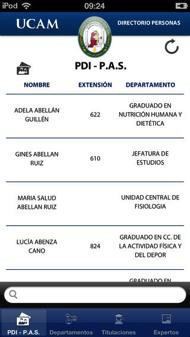 iPod 09:24
UCAM DIRECTORIO PERSONAS
PDI - P.A.S.
NOMBRE EXTENSIÓN DEPARTAMENTO
ADELA ABELLÁN GUILLÉN 622 GRADUADO EN NUTRICIÓN HUMANA Y DIETÉTICA
GINES ABELLAN RUIZ 610 JEFATURA DE ESTUDIOS
MARIA SALUD ABELLAN RUIZ UNIDAD CENTRAL DE FISIOLOGIA
LUCÍA ABENZA CANO 824 GRADUADO EN CC. DE LA ACTIVIDAD FÍSICA Y DEL DEPOR
GRADUADO EN
PDI - P.A.S. Departamentos Titulaciones Expertos